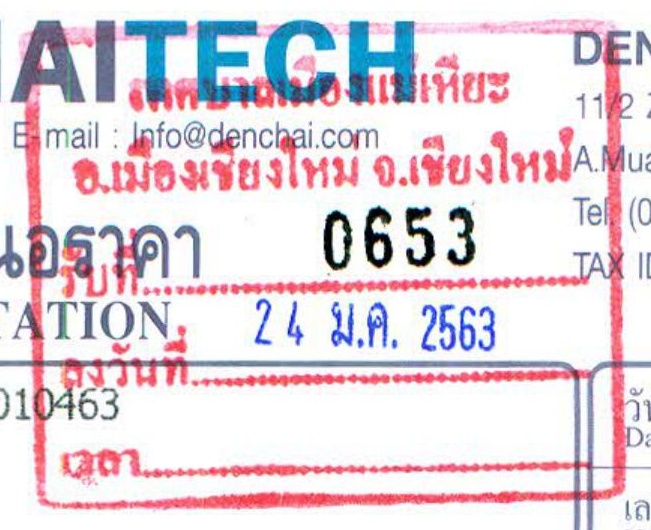 AITECH
DEN
เทศบาลเมืองแม่เหียะ
11/2
E-mail : Info@denchai.com
อ.เมืองเชียงใหม่ จ.เชียงใหม่
A.Mua
นอราคา
0653
Tel. (0
รับที่
TAX ID
TATION
24 ม.ค. 2563
ลงวันที่
010463
วัน
Da
เวลา
เล